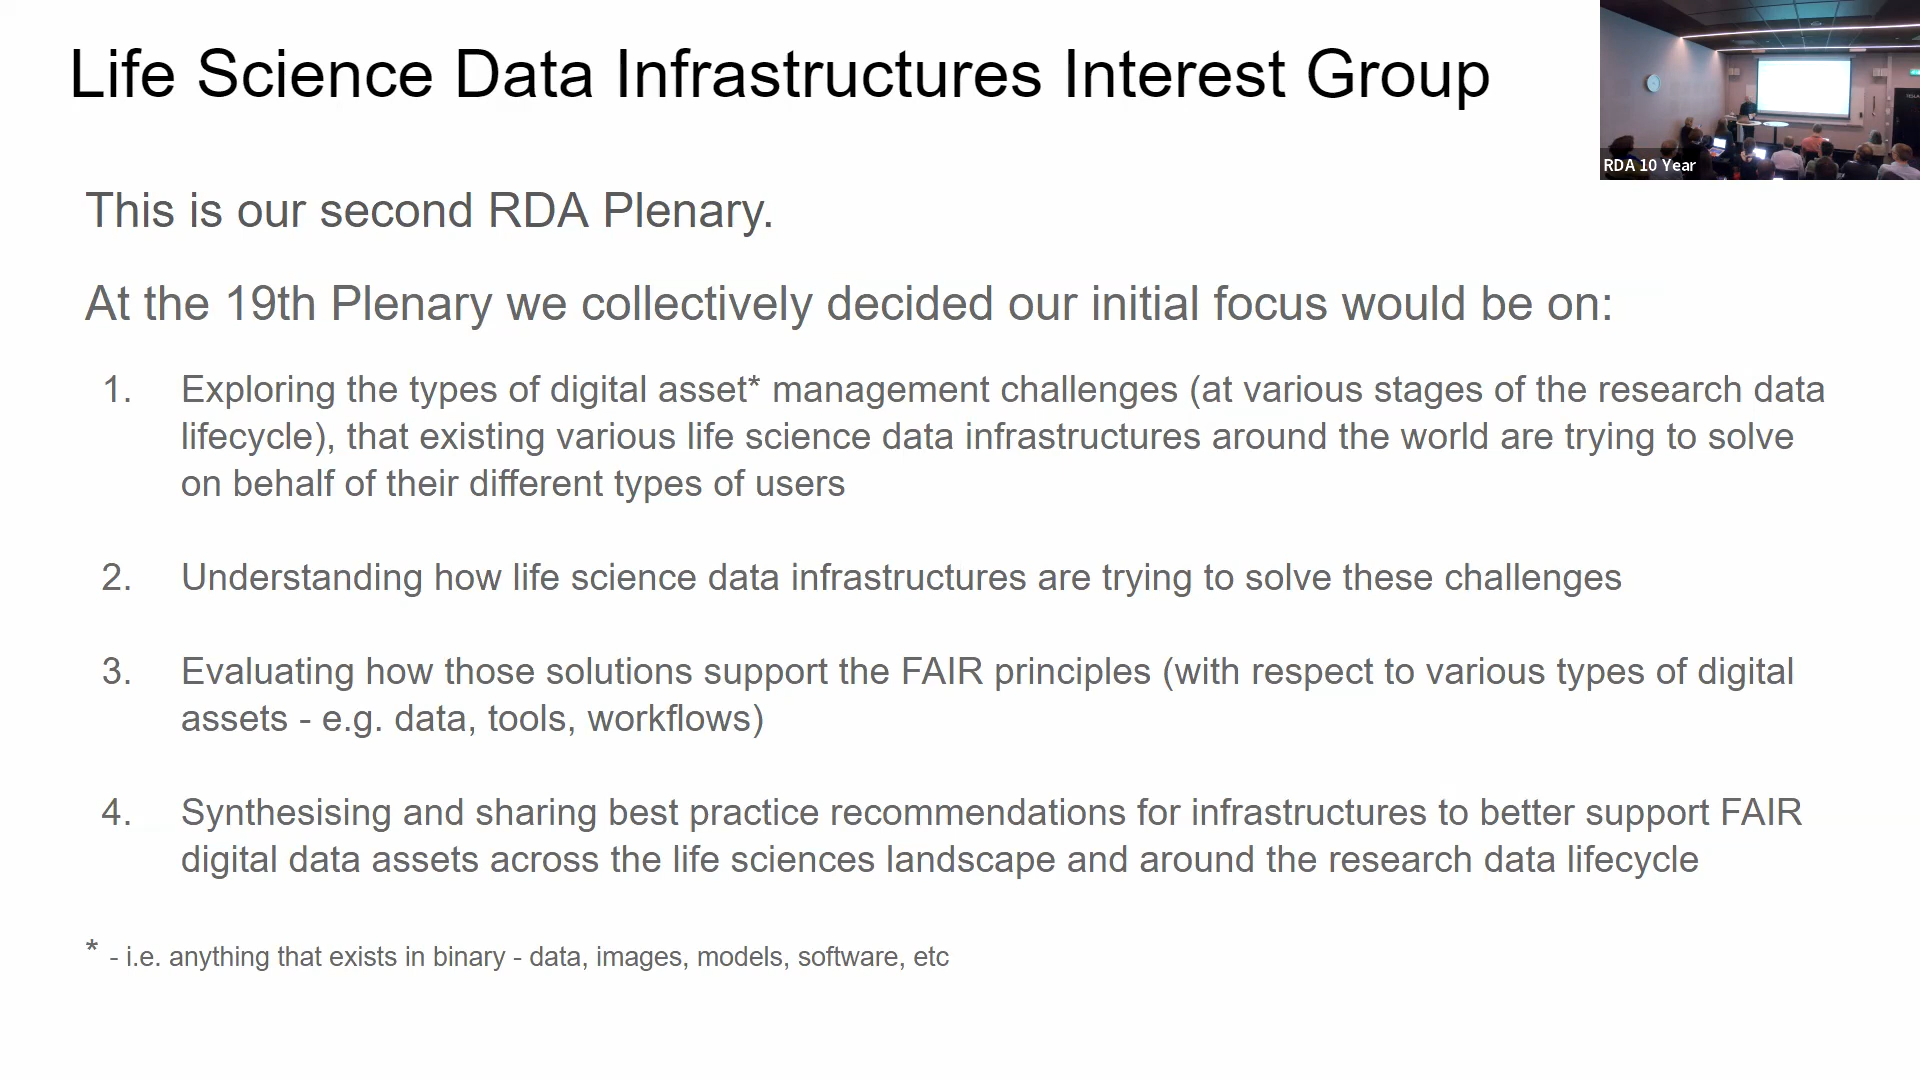 Life Science Data Infrastructures Interest Group
RDA 10 Year
This is our second RDA Plenary.
At the 19th Plenary we collectively decided our initial focus would be on:
1. Exploring the types of digital asset* management challenges (at various stages of the research data
lifecycle), that existing various life science data infrastructures around the world are trying to solve
on behalf of their different types of users
2. Understanding how life science data infrastructures are trying to solve these challenges
3. Evaluating how those solutions support the FAIR principles (with respect to various types of digital
assets - e.g. data, tools, workflows)
4. Synthesising and sharing best practice recommendations for infrastructures to better support FAIR
digital data assets across the life sciences landscape and around the research data lifecycle
* - i.e. anything that exists in binary - data, images, models, software, etc